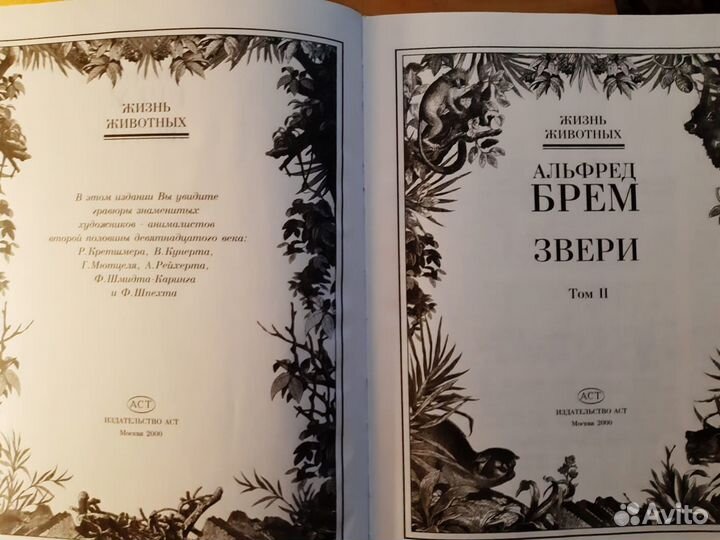 ЖИЗНЬ
ЖИВОТНЫХ
В этом издании Вы увидите
гравюры знаменитых
художников - анималистов
второй половины девятнадцатого века:
Р.Кретшмера, В.Кунерта,
Г.Мютцеля, А.Рейхерта,
Ф.Шмидта-Каринга
и Ф.Шпехта
АСТ
ИЗДАТЕЛЬСТВО АСТ
Москва 2000
ЖИЗНЬ
ЖИВОТНЫХ
АЛЬФРЕД
БРЕМ
ЗВЕРИ
Том II
АСТ
ИЗДАТЕЛЬСТВО АСТ
Москва 2000
Avito